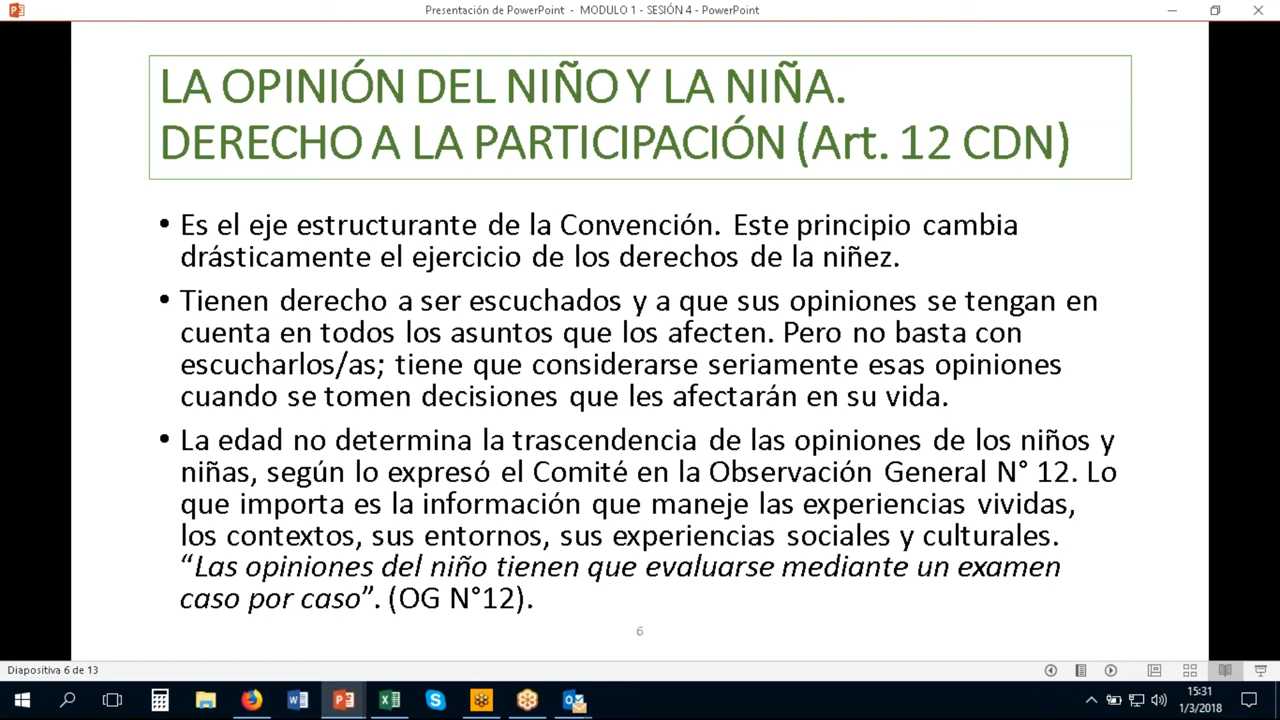 Presentación de PowerPoint - MODULO 1 - SESIÓN 4 - PowerPoint
LA OPINIÓN DEL NIÑO Y LA NIÑA.
DERECHO A LA PARTICIPACIÓN (Art. 12 CDN)
• Es el eje estructurante de la Convención. Este principio cambia
drásticamente el ejercicio de los derechos de la niñez.
• Tienen derecho a ser escuchados y a que sus opiniones se tengan en
cuenta en todos los asuntos que los afecten. Pero no basta con
escucharlos/as; tiene que considerarse seriamente esas opiniones
cuando se tomen decisiones que les afectarán en su vida.
• La edad no determina la trascendencia de las opiniones de los niños y
niñas, según lo expresó el Comité en la Observación General N° 12. Lo
que importa es la información que maneje las experiencias vividas,
los contextos, sus entornos, sus experiencias sociales y culturales.
“Las opiniones del niño tienen que evaluarse mediante un examen
caso por caso”. (OG N°12).
6
Diapositiva 6 de 13
15:31
1/3/2018